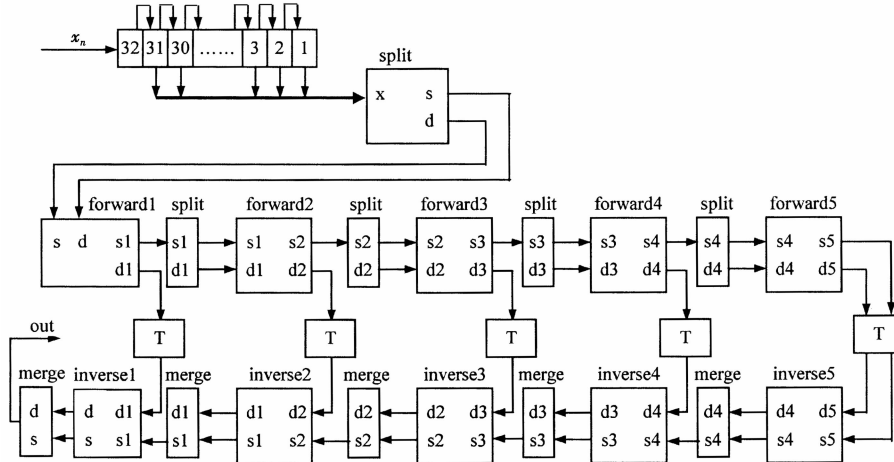 x_n
32 31 30 …… 3 2 1
split
x s
d
forward1 split forward2 split forward3 split forward4 split forward5
s d s1 s1 s1 s2 s2 s2 s3 s3 s3 s4 s4 s4 s5
d1 d1 d1 d2 d2 d2 d3 d3 d3 d4 d4 d4 d5
T T T T T
out
merge inverse1 merge inverse2 merge inverse3 merge inverse4 merge inverse5
d d d1 d1 d1 d2 d2 d2 d3 d3 d3 d4 d4 d4 d5
s s s1 s1 s1 s2 s2 s2 s3 s3 s3 s4 s4 s4 s5